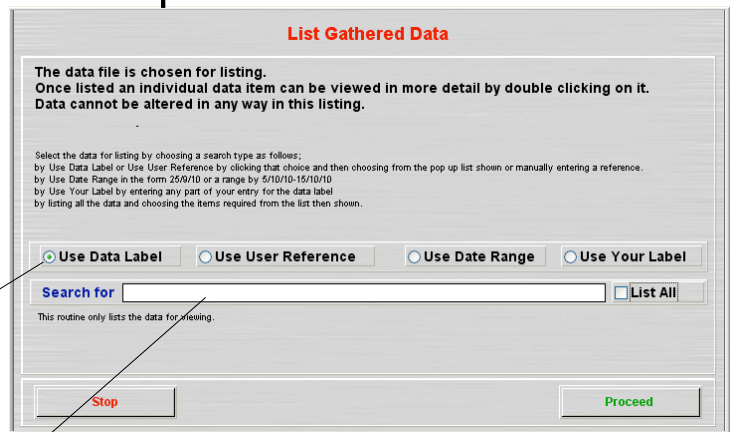 List Gathered Data
The data file is chosen for listing.
Once listed an individual data item can be viewed in more detail by double clicking on it.
Data cannot be altered in any way in this listing.
.
Select the data for listing by choosing a search type as follows;
by Use Data Label or Use User Reference by clicking that choice and then choosing from the pop up list shown or manually entering a reference.
by Use Date Range in the form 25/9/10 or a range by 5/10/10-15/10/10
by Use Your Label by entering any part of your entry for the data label
by listing all the data and choosing the items required from the list then shown.
Use Data Label Use User Reference Use Date Range Use Your Label
Search for List All
This routine only lists the data for viewing.
Stop Proceed